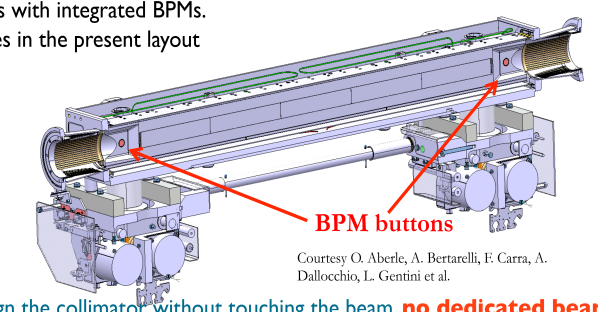 s with integrated BPMs.
es in the present layout
BPM buttons
Courtesy O. Aberle, A. Bertarelli, F. Carra, A.
Dallocchio, L. Gentini et al.
gn the collimator without touching the beam no dedicated bear